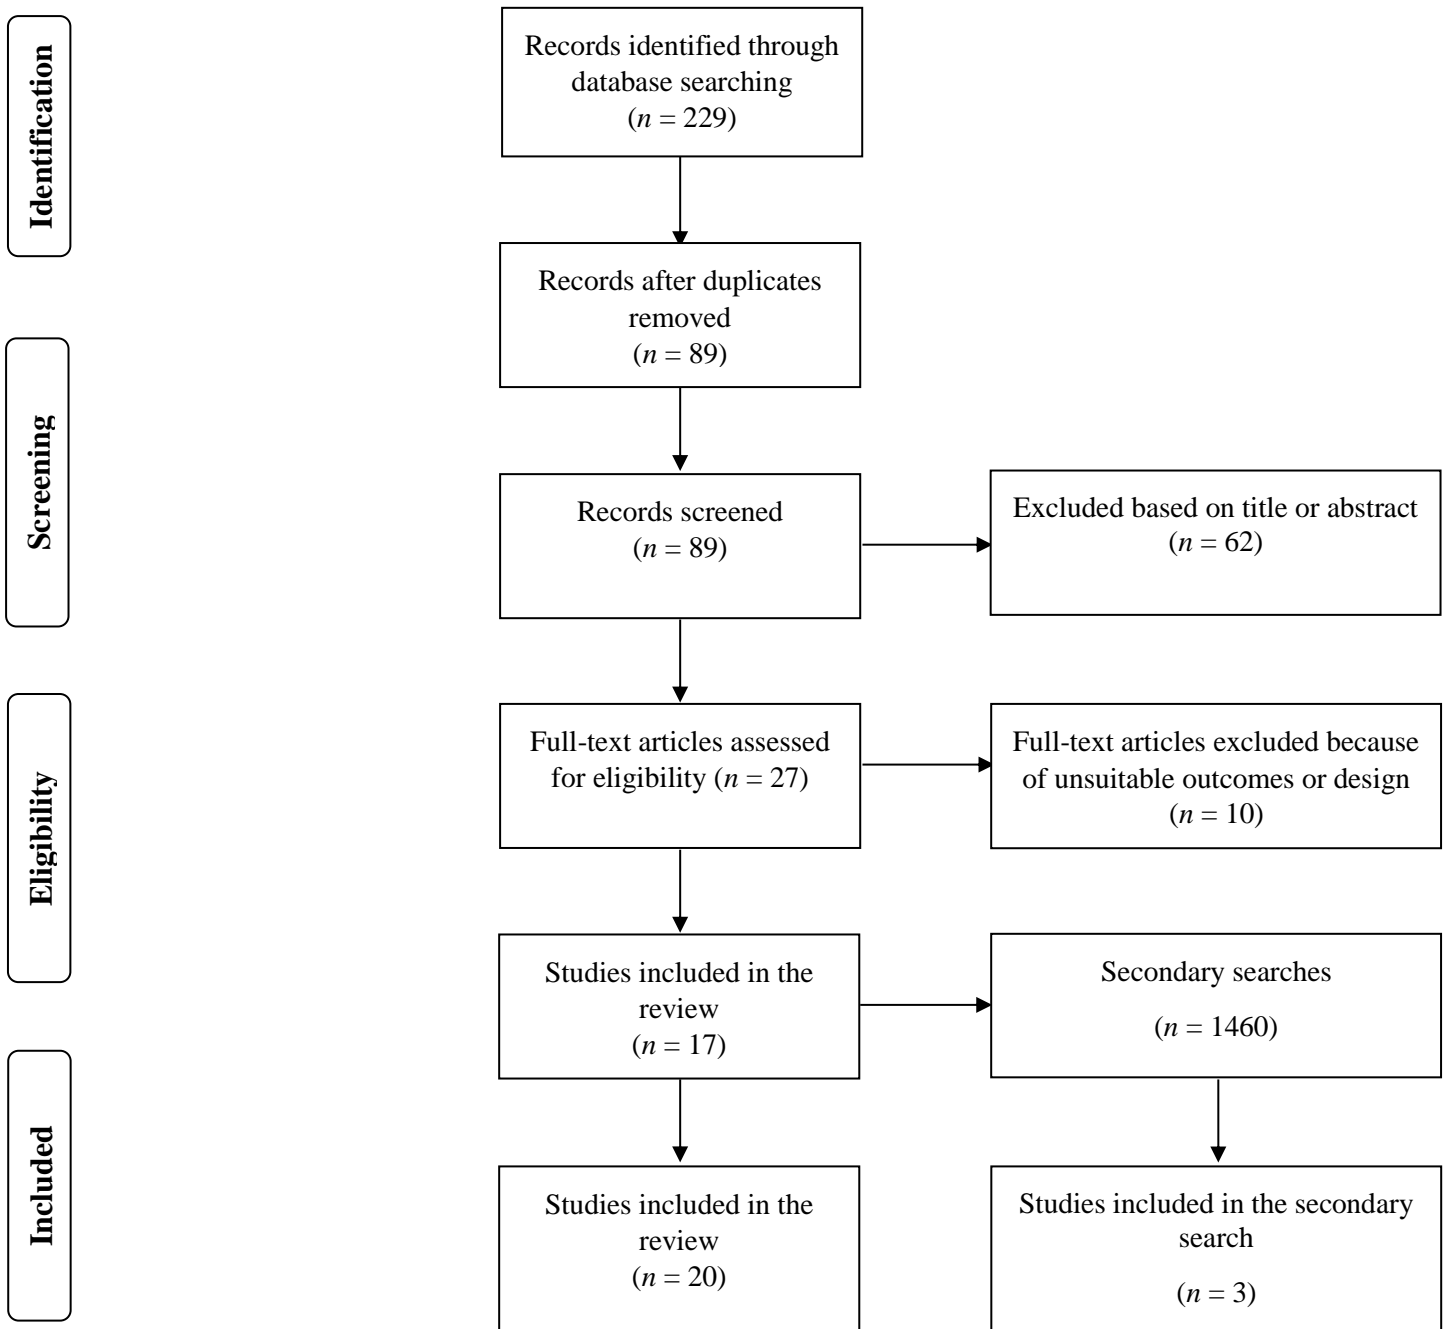 Identification
Records identified through
database searching
(n = 229)
Records after duplicates
removed
(n = 89)
Screening
Records screened
(n = 89)
Excluded based on title or abstract
(n = 62)
Eligibility
Full-text articles assessed
for eligibility (n = 27)
Full-text articles excluded because
of unsuitable outcomes or design
(n = 10)
Studies included in the
review
(n = 17)
Secondary searches
(n = 1460)
Included
Studies included in the
review
(n = 20)
Studies included in the secondary
search
(n = 3)